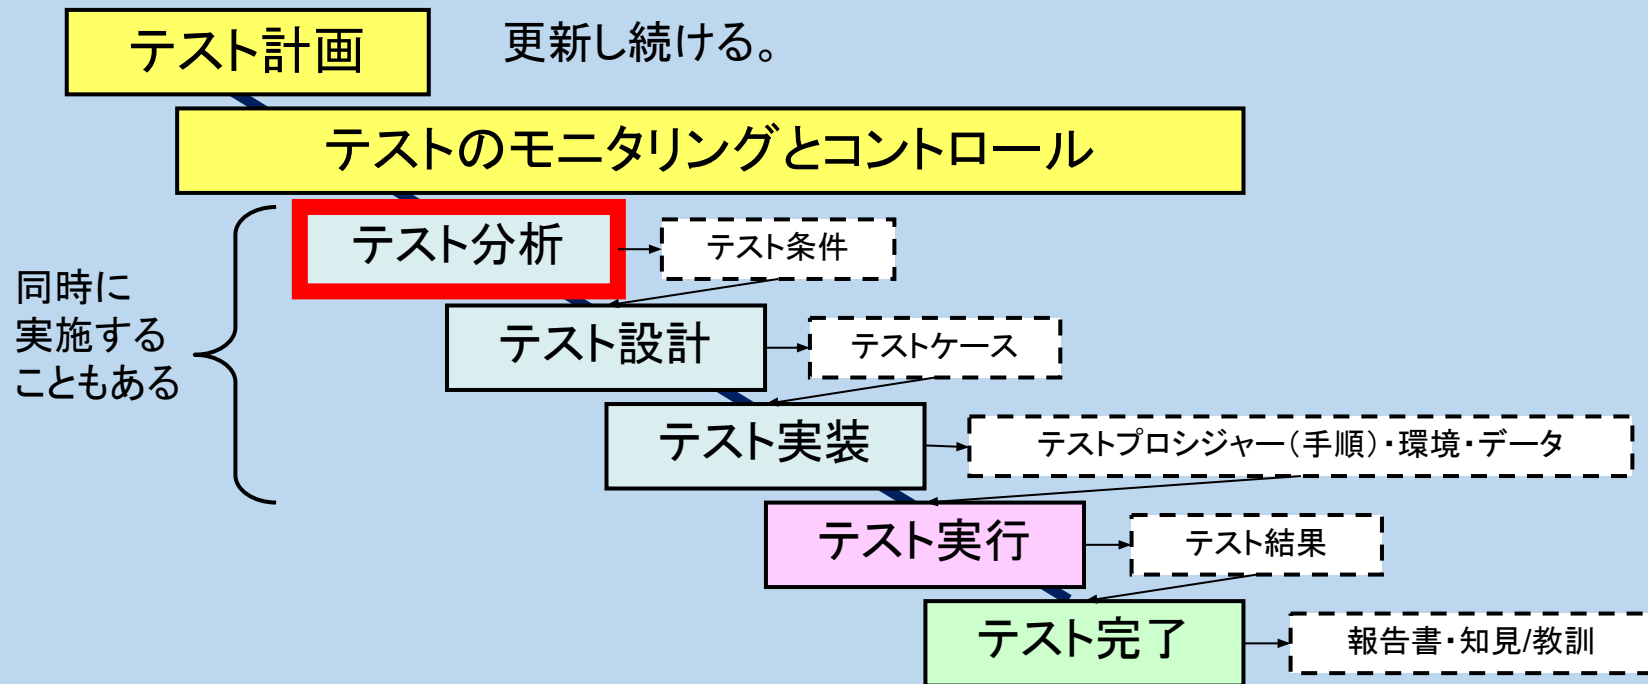 テスト計画
更新し続ける。
テストのモニタリングとコントロール
テスト分析
テスト条件
同時に
実施する
こともある
テスト設計
テストケース
テスト実装
テストプロシジャー(手順)・環境・データ
テスト実行
テスト結果
テスト完了
報告書・知見/教訓